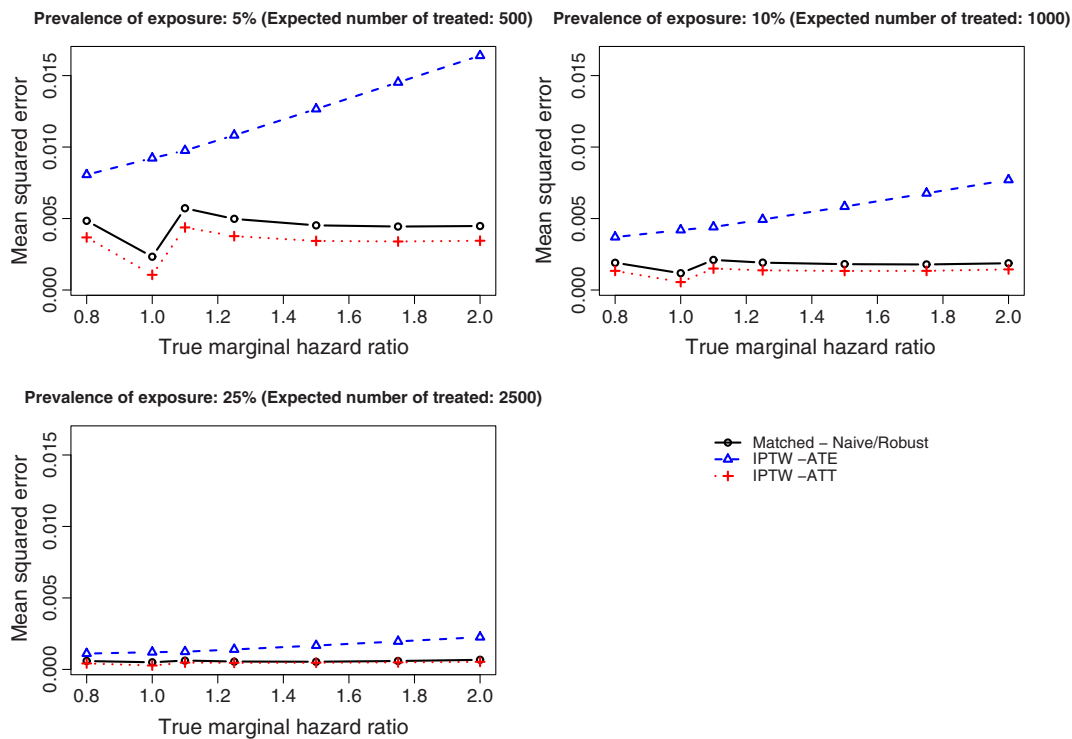 Prevalence of exposure: 5% (Expected number of treated: 500)
Mean squared error
0.015
0.010
0.005
0.000
0.8 1.0 1.2 1.4 1.6 1.8 2.0
True marginal hazard ratio
Prevalence of exposure: 10% (Expected number of treated: 1000)
Mean squared error
0.015
0.010
0.005
0.000
0.8 1.0 1.2 1.4 1.6 1.8 2.0
True marginal hazard ratio
Prevalence of exposure: 25% (Expected number of treated: 2500)
Mean squared error
0.015
0.010
0.005
0.000
0.8 1.0 1.2 1.4 1.6 1.8 2.0
True marginal hazard ratio
Matched − Naive/Robust
IPTW −ATE
IPTW −ATT